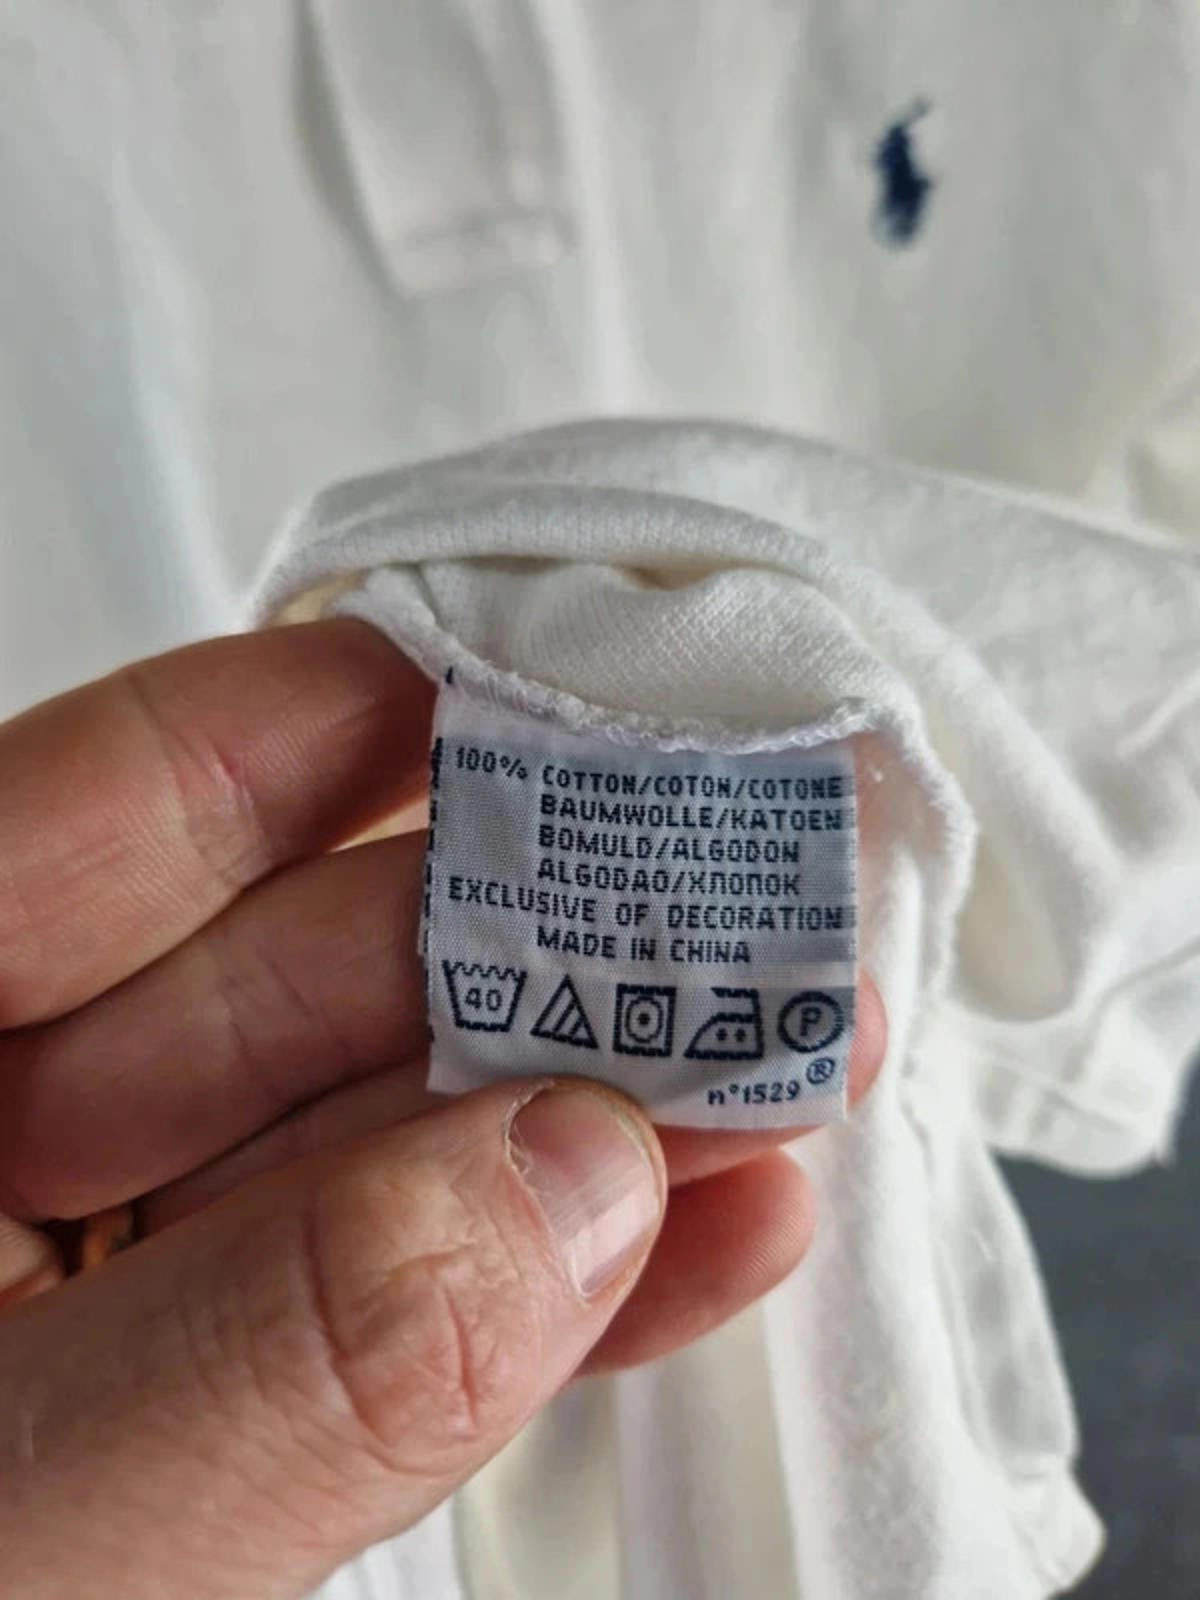 100% COTTON/COTON/COTONE
BAUMWOLLE/KATOEN
BOMULD/ALGODON
ALGODAO/ХЛОПОК
EXCLUSIVE OF DECORATION
MADE IN CHINA
40 P
n°1529 ®